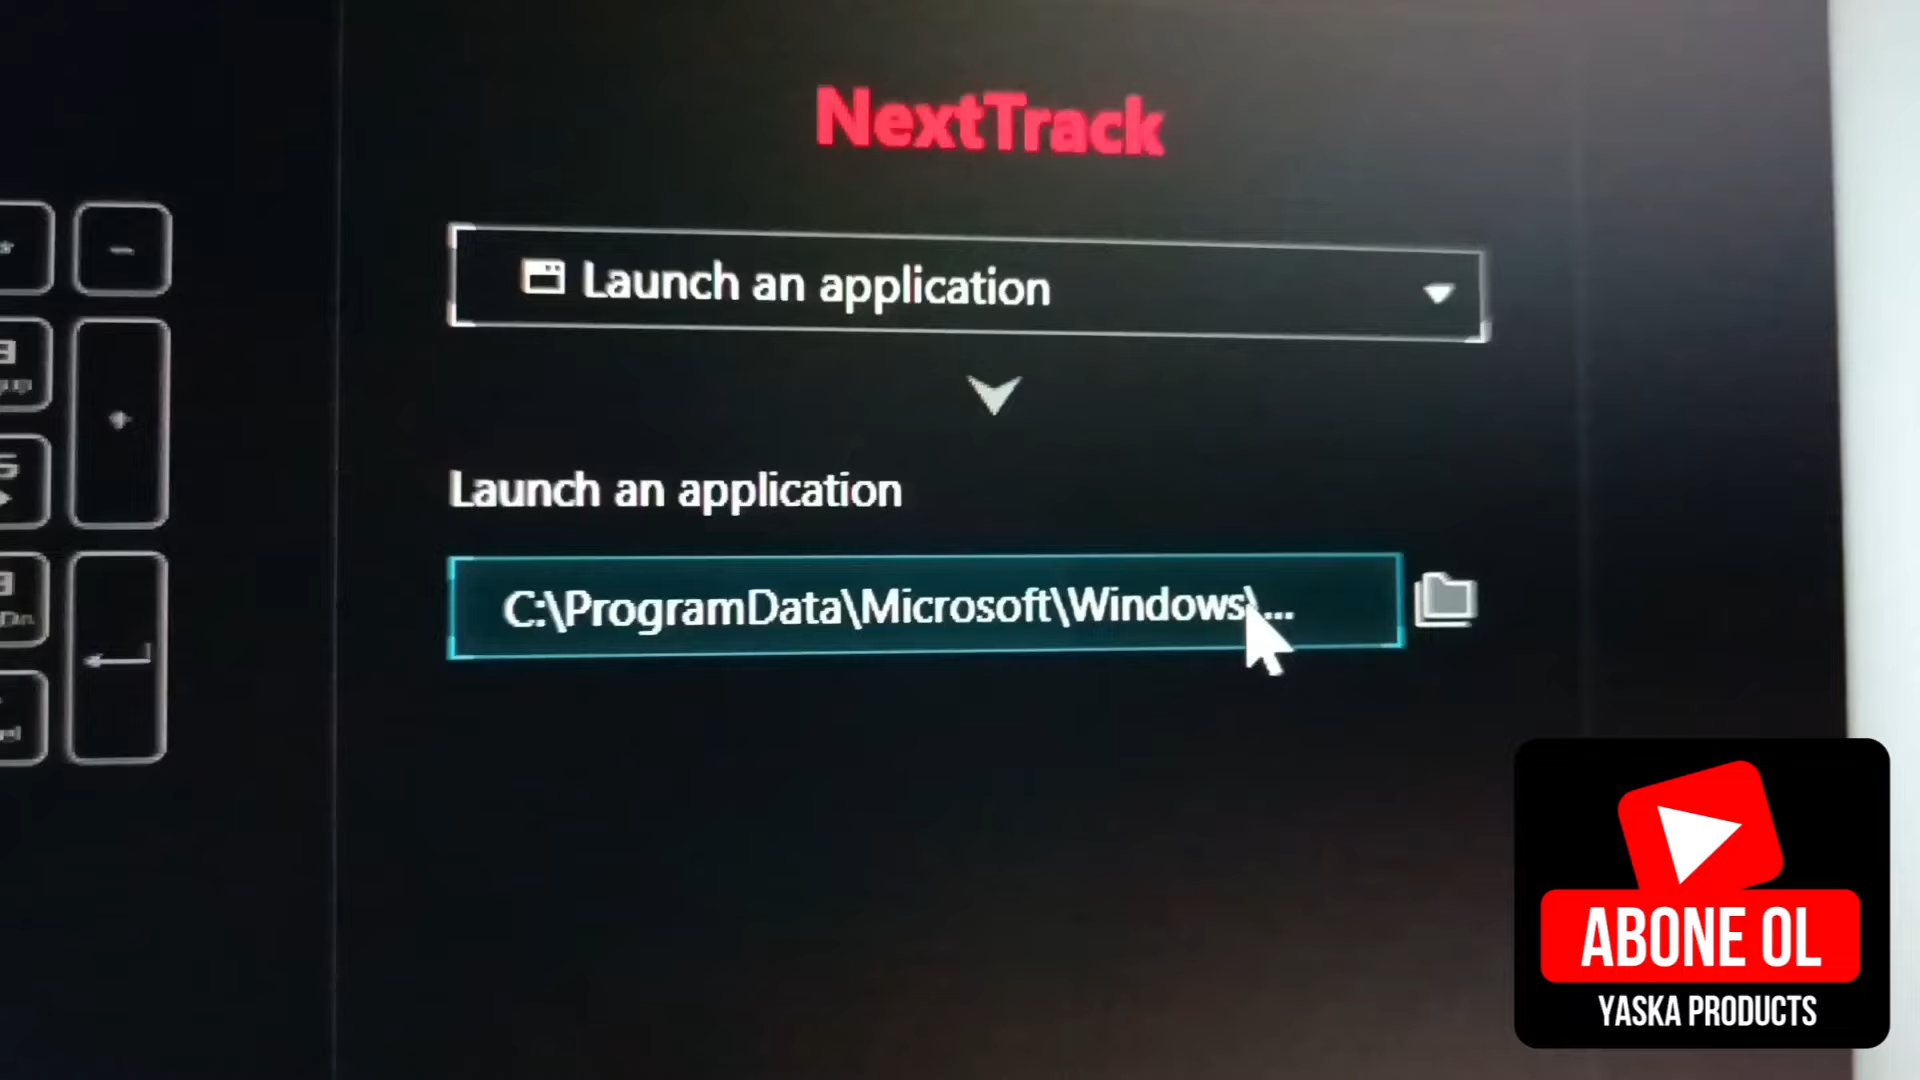 NextTrack
Launch an application
Launch an application
C:\ProgramData\Microsoft\Windows\...
ABONE OL
YASKA PRODUCTS